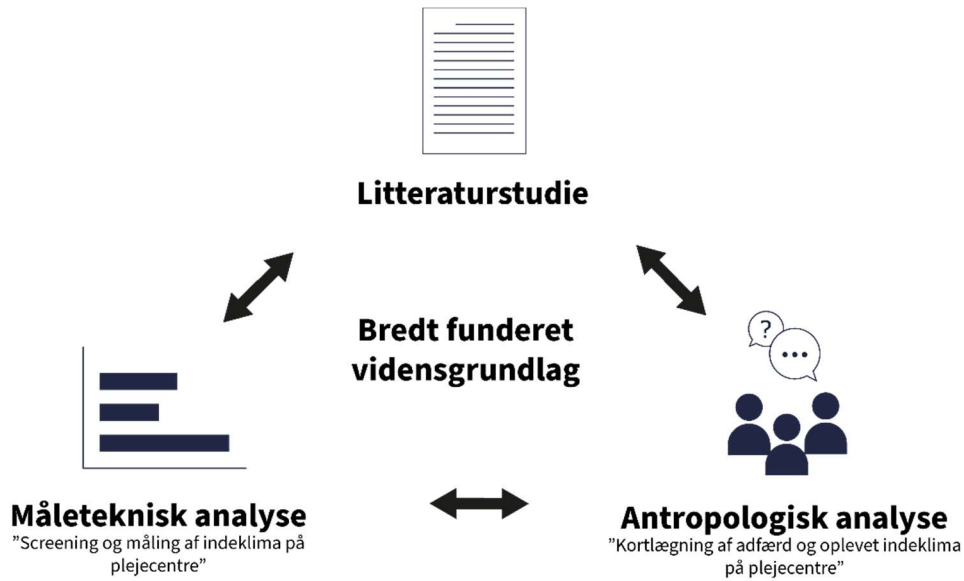 Litteraturstudie
Bredt funderet
vidensgrundlag
?
Måleteknisk analyse
”Screening og måling af indeklima på
plejecentre”
Antropologisk analyse
”Kortlægning af adfærd og oplevet indeklima
på plejecentre”